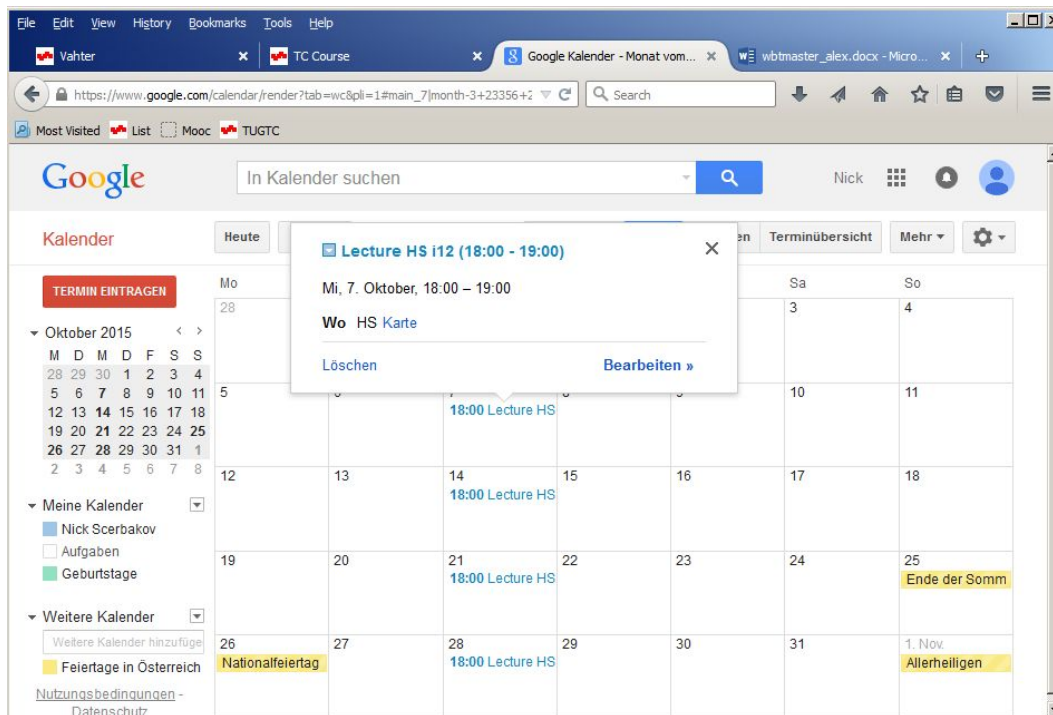 File Edit View History Bookmarks Tools Help
Vahter
TC Course
Google Kalender - Monat vom...
wbtmaster_alex.docx - Micro...
https://www.google.com/calendar/render?tab=wc&pli=1#main_7|month-3+23356+2
Search
Most Visited List Mooc TUGTC
Google
In Kalender suchen
Nick
Kalender
Heute
en
Terminübersicht
Mehr
Lecture HS i12 (18:00 - 19:00)
Mi, 7. Oktober, 18:00 – 19:00
Wo HS Karte
Löschen
Bearbeiten »
TERMIN EINTRAGEN
Oktober 2015 < >
M D M D F S S
28 29 30 1 2 3 4
5 6 7 8 9 10 11
12 13 14 15 16 17 18
19 20 21 22 23 24 25
26 27 28 29 30 31 1
2 3 4 5 6 7 8
Meine Kalender
Nick Scerbakov
Aufgaben
Geburtstage
Weitere Kalender
Weitere Kalender hinzufüge
Feiertage in Österreich
Nutzungsbedingungen -
Datenschutz
Mo Sa So
28 3 4
5 10 11
18:00 Lecture HS
12 13 14 15 16 17 18
18:00 Lecture HS
19 20 21 22 23 24 25
18:00 Lecture HS Ende der Somm
26 27 28 29 30 31 1. Nov.
Nationalfeiertag 18:00 Lecture HS Allerheiligen